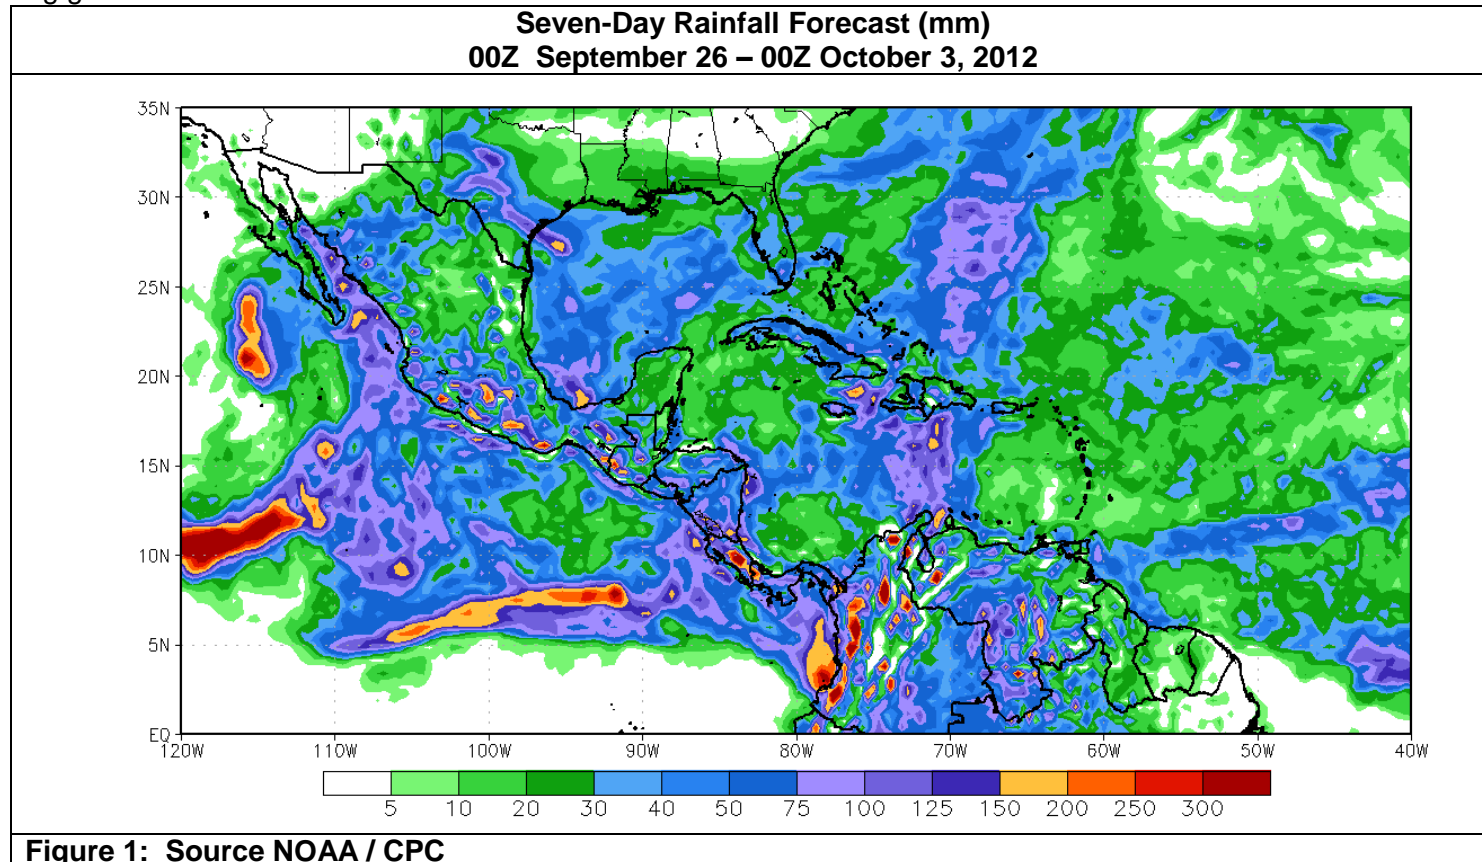 Seven-Day Rainfall Forecast (mm)
00Z September 26 – 00Z October 3, 2012
35N
30N
25N
20N
15N
10N
5N
EQ
120W 110W 100W 90W 80W 70W 60W 50W 40W
5 10 20 30 40 50 75 100 125 150 200 250 300
Figure 1: Source NOAA / CPC